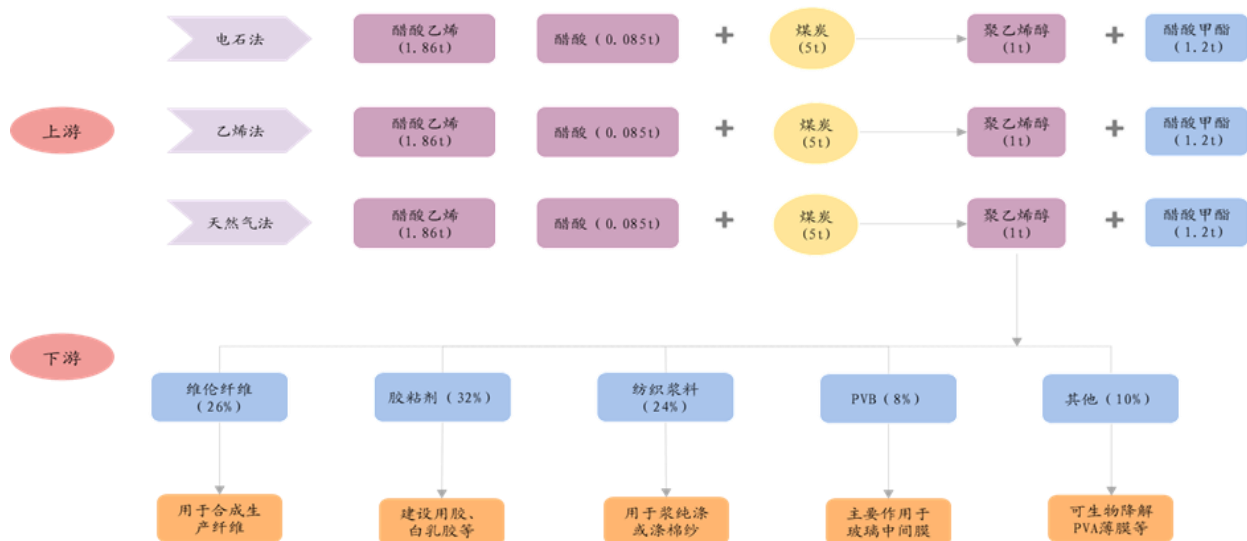 电石法
醋酸乙烯
(1.86t)
醋酸(0.085t)
+
煤炭
(5t)
聚乙烯醇
(1t)
+
醋酸甲酯
(1.2t)
上游
乙烯法
醋酸乙烯
(1.86t)
醋酸(0.085t)
+
煤炭
(5t)
聚乙烯醇
(1t)
+
醋酸甲酯
(1.2t)
天然气法
醋酸乙烯
(1.86t)
醋酸(0.085t)
+
煤炭
(5t)
聚乙烯醇
(1t)
+
醋酸甲酯
(1.2t)
下游
维伦纤维
(26%)
胶粘剂(32%)
纺织浆料
(24%)
PVB(8%)
其他(10%)
用于合成生
产纤维
建设用胶、
白乳胶等
用于浆纯涤
或涤棉纱
主要作用于
玻璃中间膜
可生物降解
PVA薄膜等